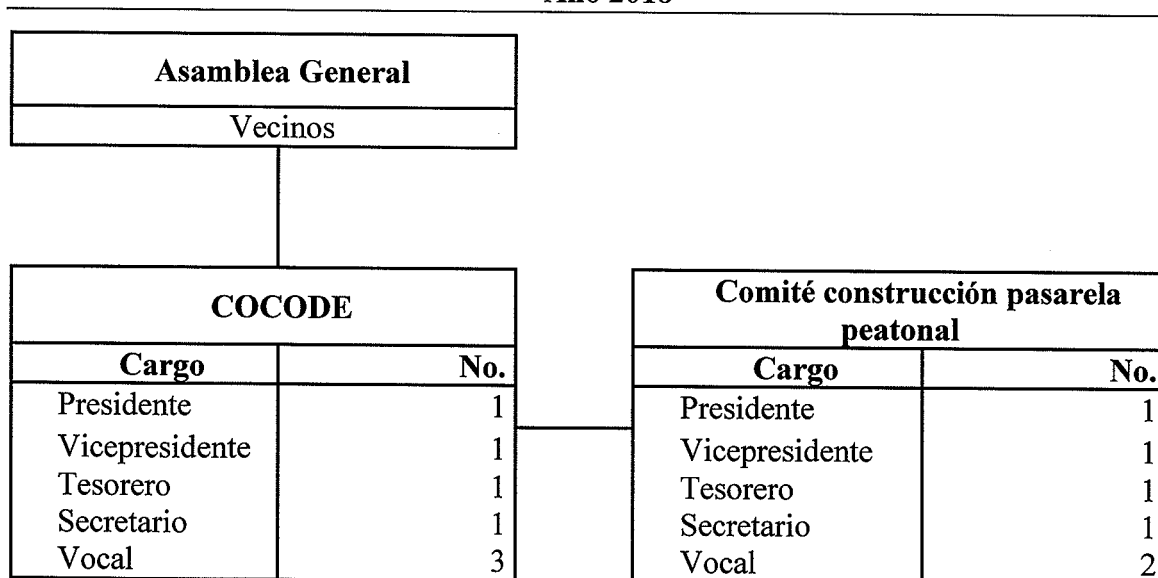 Asamblea General
Vecinos
COCODE
Cargo No.
Presidente 1
Vicepresidente 1
Tesorero 1
Secretario 1
Vocal 3
Comité construcción pasarela
peatonal
Cargo No.
Presidente 1
Vicepresidente 1
Tesorero 1
Secretario 1
Vocal 2